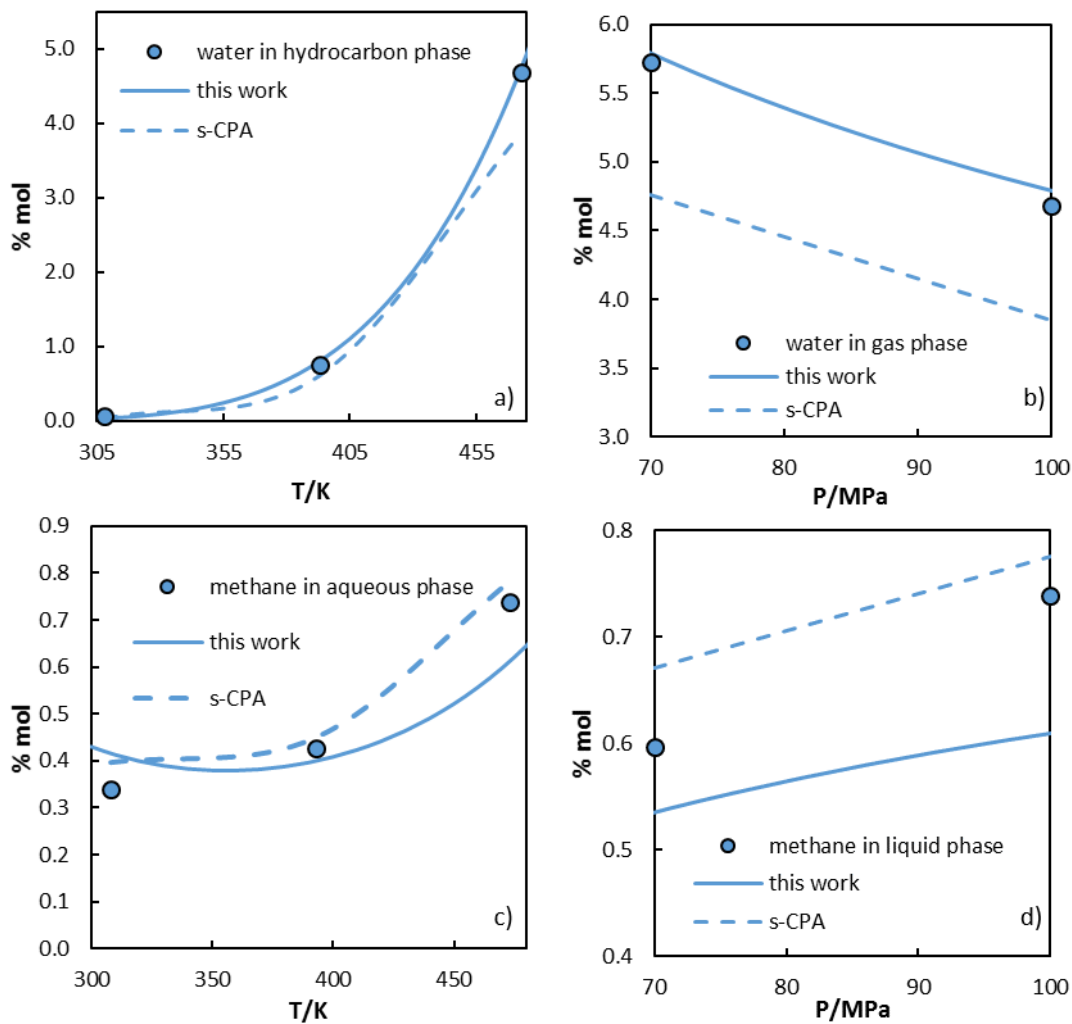 5.0
4.0
3.0
2.0
1.0
0.0
% mol
water in hydrocarbon phase
this work
s-CPA
a)
305
355
405
455
T/K
6.0
5.5
5.0
4.5
4.0
3.5
3.0
% mol
water in gas phase
this work
s-CPA
b)
70
80
90
100
P/MPa
0.9
0.8
0.7
0.6
0.5
0.4
0.3
0.2
0.1
0.0
% mol
methane in aqueous phase
this work
s-CPA
c)
300
350
400
450
T/K
0.8
0.7
0.6
0.5
0.4
% mol
methane in liquid phase
this work
s-CPA
d)
70
80
90
100
P/MPa